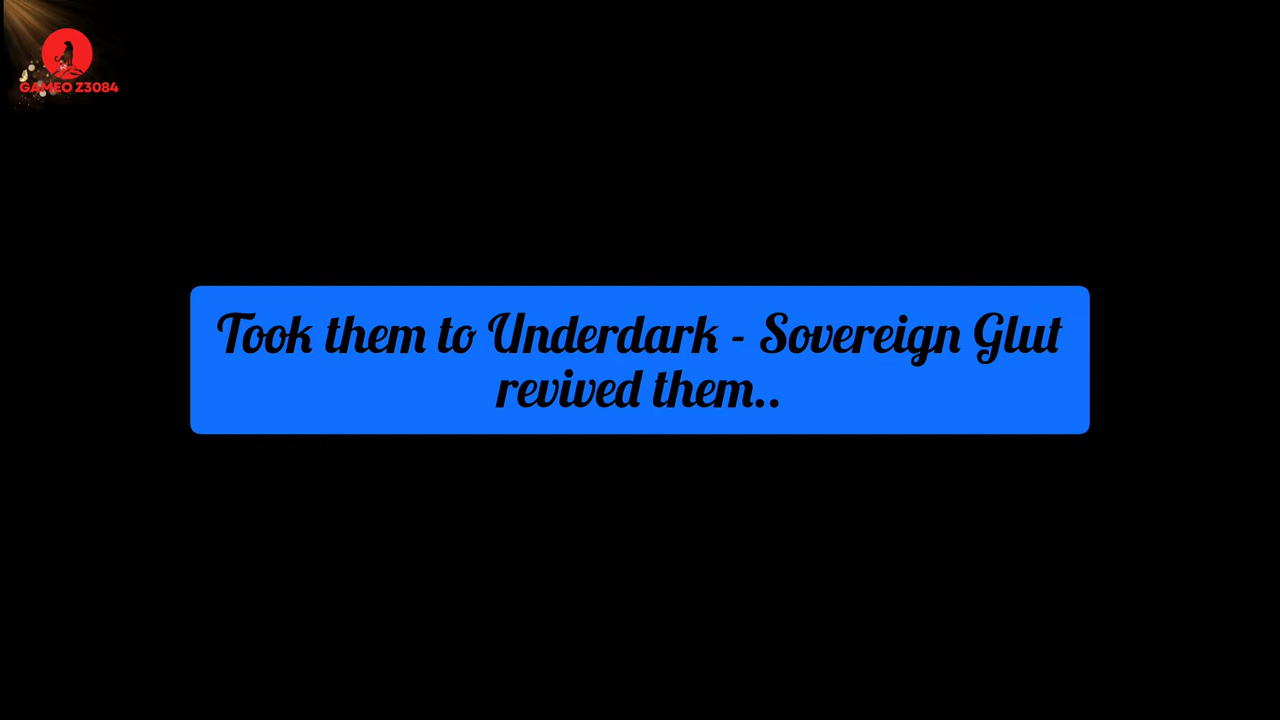 GAMEO Z3084
Took them to Underdark - Sovereign Glut
revived them..